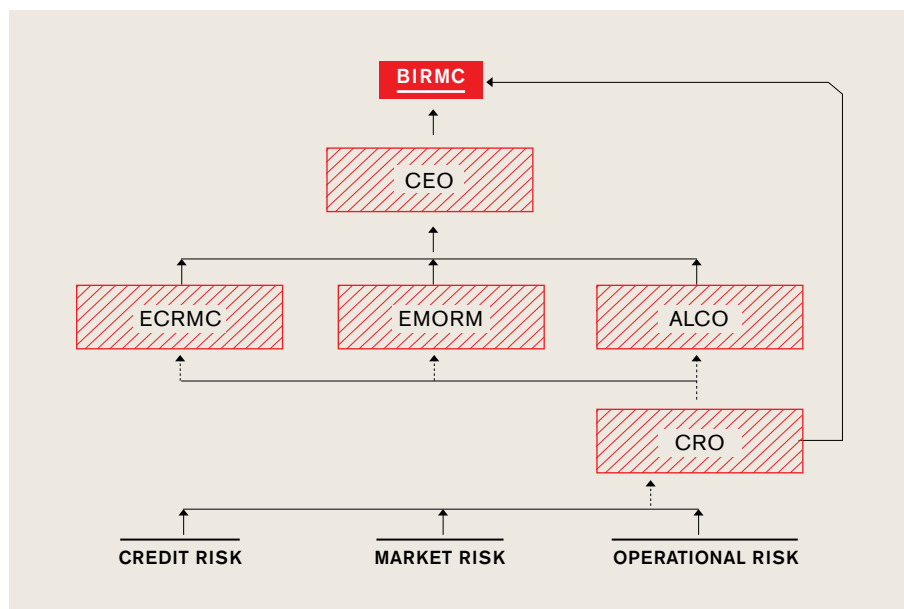 BIRMC
CEO
ECRMC
EMORM
ALCO
CRO
CREDIT RISK
MARKET RISK
OPERATIONAL RISK